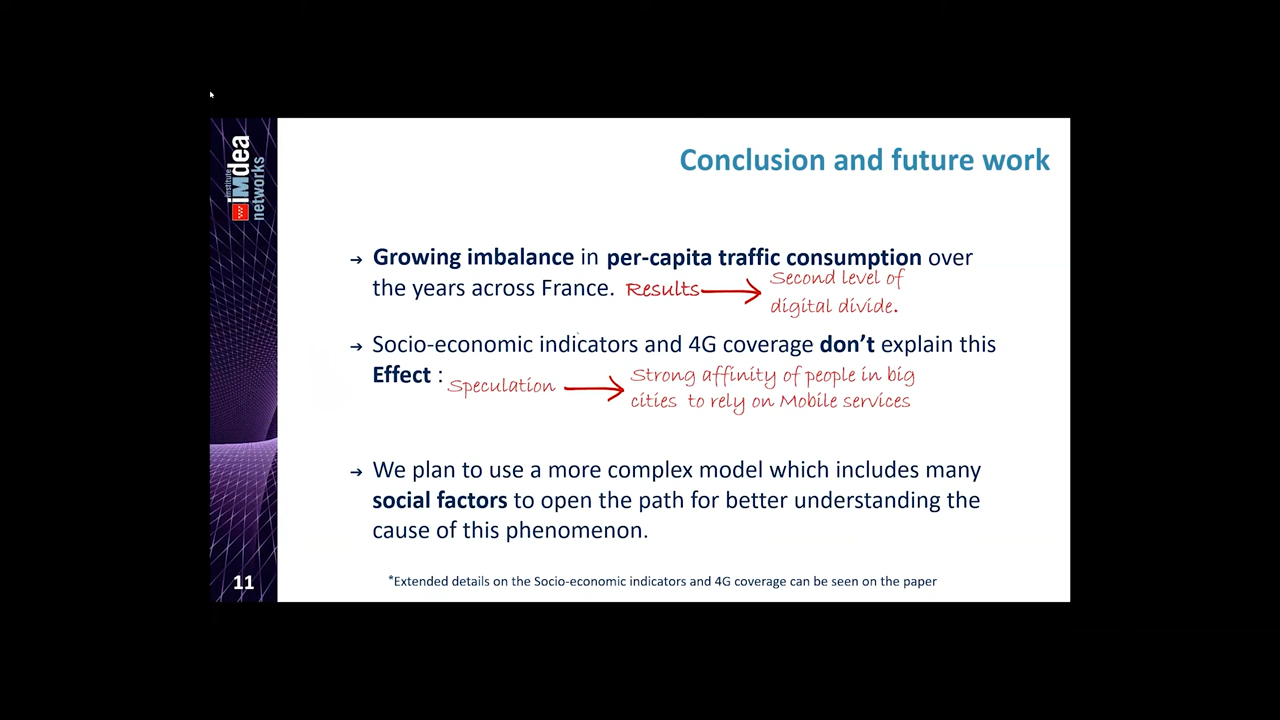 institute
iMdea
networks
Conclusion and future work
→ Growing imbalance in per-capita traffic consumption over
the years across France. Results → Second level of
digital divide.
→ Socio-economic indicators and 4G coverage don't explain this
Effect : Speculation → Strong affinity of people in big
cities to rely on Mobile services
→ We plan to use a more complex model which includes many
social factors to open the path for better understanding the
cause of this phenomenon.
*Extended details on the Socio-economic indicators and 4G coverage can be seen on the paper
11